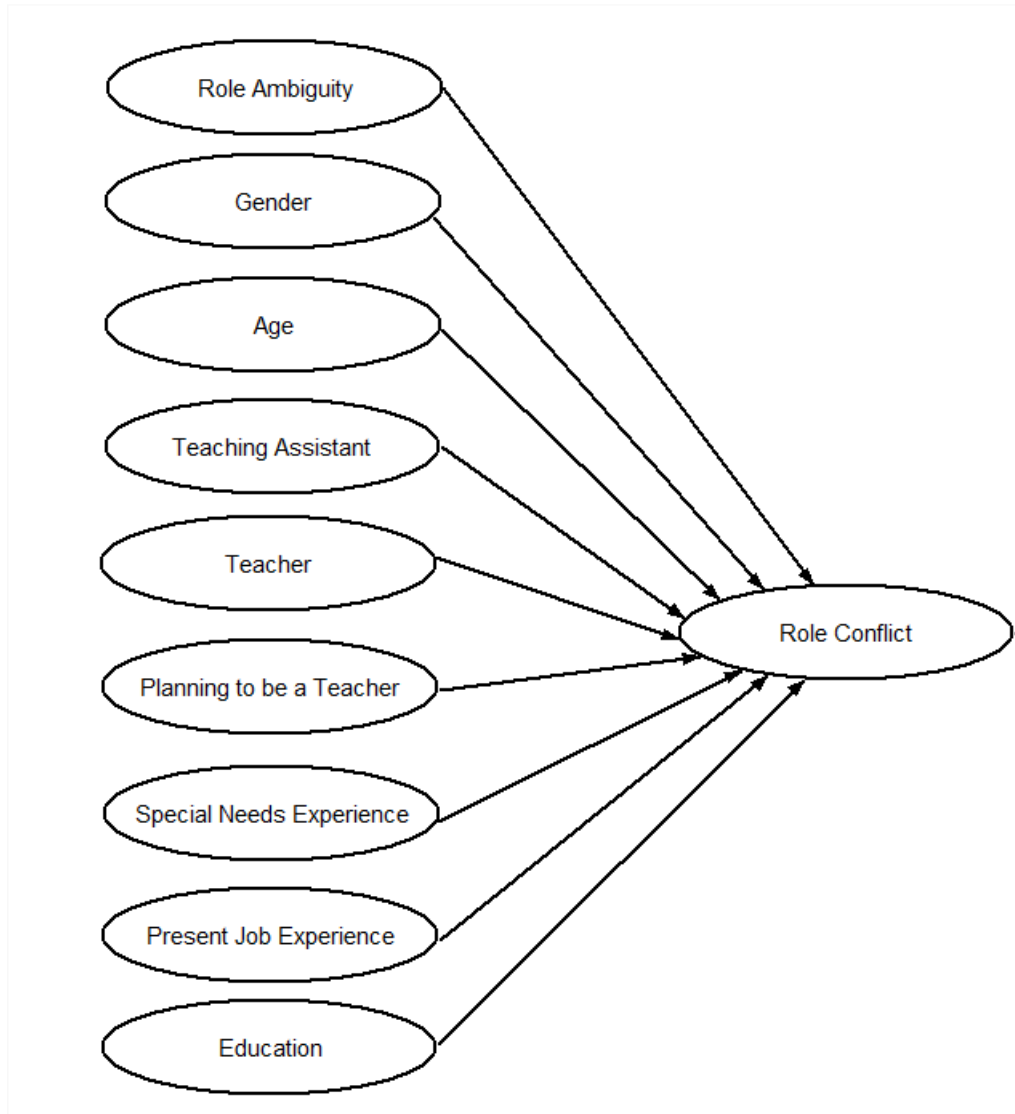 Role Ambiguity
Gender
Age
Teaching Assistant
Teacher
Role Conflict
Planning to be a Teacher
Special Needs Experience
Present Job Experience
Education